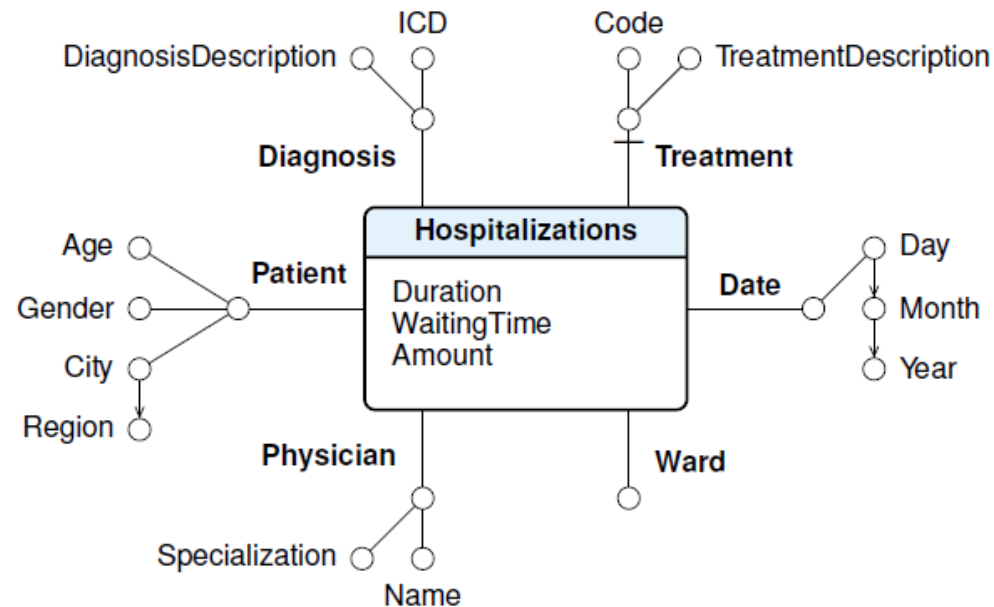 ICD
Code
DiagnosisDescription
TreatmentDescription
Diagnosis
Treatment
Hospitalizations
Age
Day
Patient
Date
Duration
Gender
Month
WaitingTime
Amount
City
Year
Region
Physician
Ward
Specialization
Name